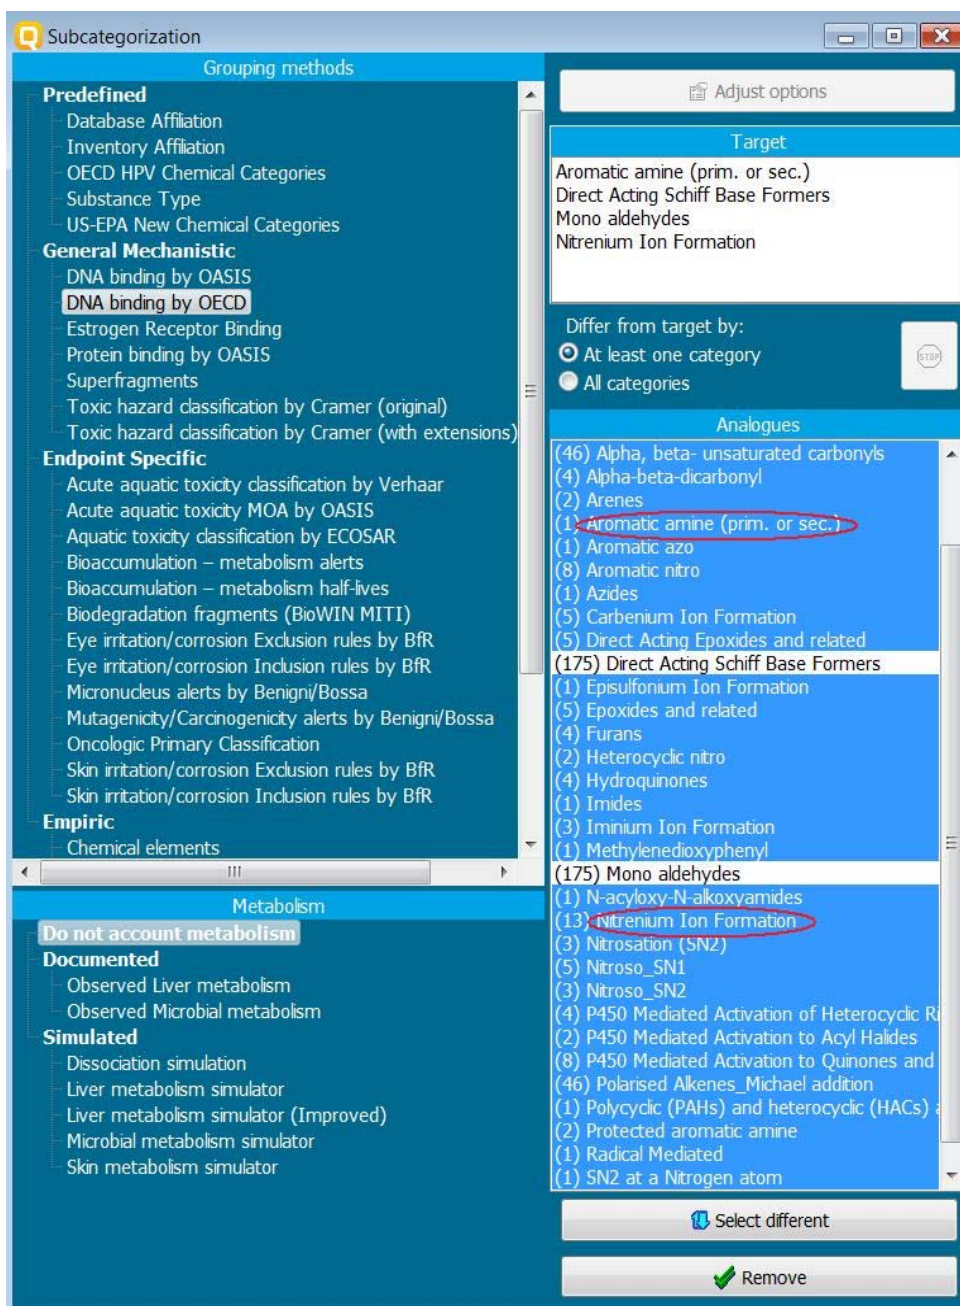 Subcategorization
Grouping methods
Predefined
Database Affiliation
Inventory Affiliation
OECD HPV Chemical Categories
Substance Type
US-EPA New Chemical Categories
General Mechanistic
DNA binding by OASIS
DNA binding by OECD
Estrogen Receptor Binding
Protein binding by OASIS
Superfragments
Toxic hazard classification by Cramer (original)
Toxic hazard classification by Cramer (with extensions)
Endpoint Specific
Acute aquatic toxicity classification by Verhaar
Acute aquatic toxicity MOA by OASIS
Aquatic toxicity classification by ECOSAR
Bioaccumulation – metabolism alerts
Bioaccumulation – metabolism half-lives
Biodegradation fragments (BioWIN MITI)
Eye irritation/corrosion Exclusion rules by BfR
Eye irritation/corrosion Inclusion rules by BfR
Micronucleus alerts by Benigni/Bossa
Mutagenicity/Carcinogenicity alerts by Benigni/Bossa
Oncologic Primary Classification
Skin irritation/corrosion Exclusion rules by BfR
Skin irritation/corrosion Inclusion rules by BfR
Empiric
Chemical elements
Metabolism
Do not account metabolism
Documented
Observed Liver metabolism
Observed Microbial metabolism
Simulated
Dissociation simulation
Liver metabolism simulator
Liver metabolism simulator (Improved)
Microbial metabolism simulator
Skin metabolism simulator
Adjust options
Target
Aromatic amine (prim. or sec.)
Direct Acting Schiff Base Formers
Mono aldehydes
Nitrenium Ion Formation
Differ from target by:
At least one category
All categories
STOP
Analogues
(46) Alpha, beta- unsaturated carbonyls
(4) Alpha-beta-dicarbonyl
(2) Arenes
(1) Aromatic amine (prim. or sec.)
(1) Aromatic azo
(8) Aromatic nitro
(1) Azides
(5) Carbenium Ion Formation
(5) Direct Acting Epoxides and related
(175) Direct Acting Schiff Base Formers
(1) Episulfonium Ion Formation
(5) Epoxides and related
(4) Furans
(2) Heterocyclic nitro
(4) Hydroquinones
(1) Imides
(3) Iminium Ion Formation
(1) Methylenedioxyphenyl
(175) Mono aldehydes
(1) N-acyloxy-N-alkoxyamides
(13) Nitrenium Ion Formation
(3) Nitrosation (SN2)
(5) Nitroso_SN1
(3) Nitroso_SN2
(4) P450 Mediated Activation of Heterocyclic Ri
(2) P450 Mediated Activation to Acyl Halides
(8) P450 Mediated Activation to Quinones and
(46) Polarised Alkenes_Michael addition
(1) Polycyclic (PAHs) and heterocyclic (HACs) a
(2) Protected aromatic amine
(1) Radical Mediated
(1) SN2 at a Nitrogen atom
Select different
Remove